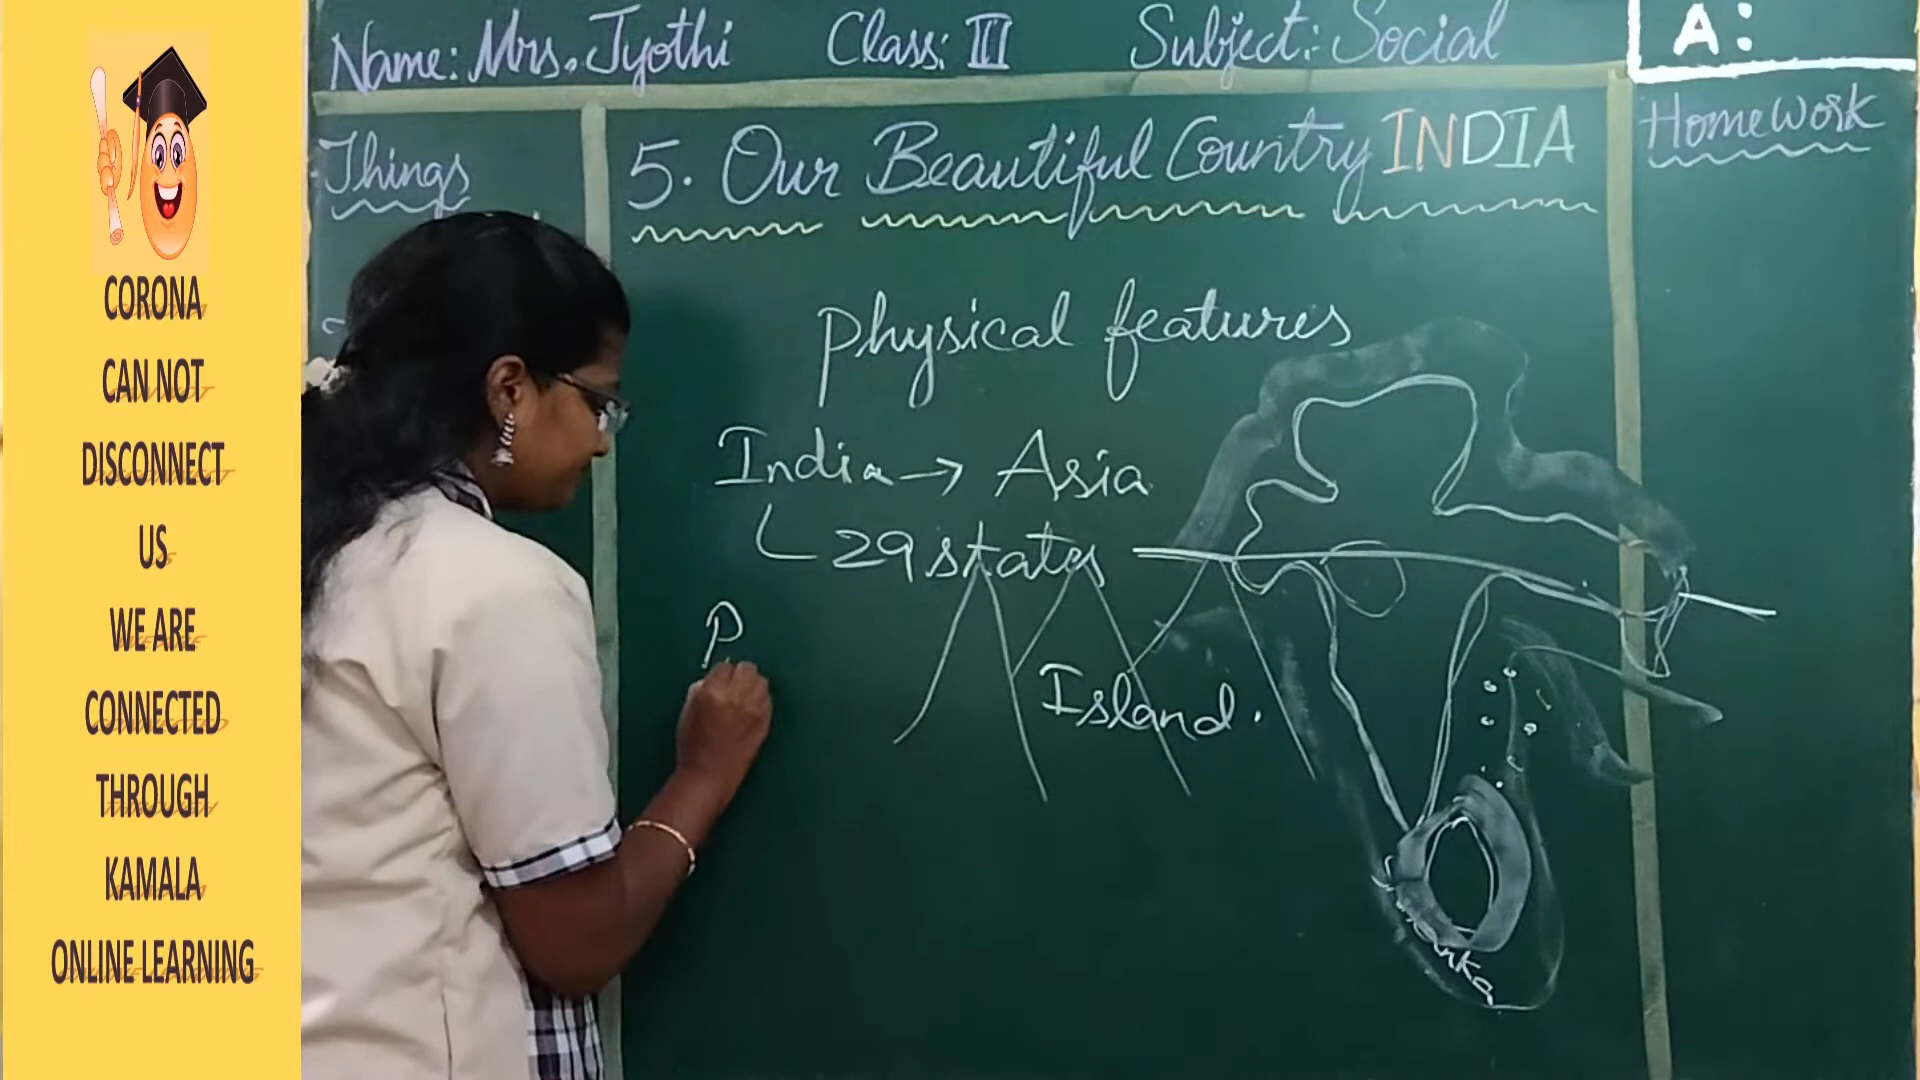 CORONA
CAN NOT
DISCONNECT
US
WE ARE
CONNECTED
THROUGH
KAMALA
ONLINE LEARNING
Name: Mrs. Jyothi Class: III Subject: Social
A:
Things
5. Our Beautiful Country INDIA
Home Work
Physical features
India → Asia
29 states
P
Island.